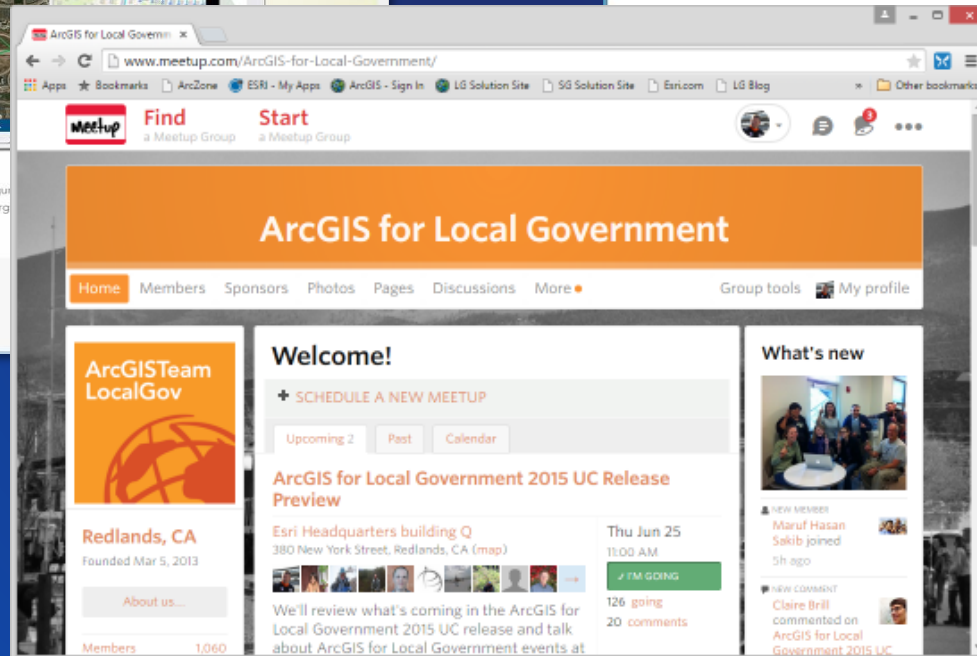 ArcGIS for Local Governm
www.meetup.com/ArcGIS-for-Local-Government/
Apps Bookmarks ArcZone ESRI - My Apps ArcGIS - Sign In LG Solution Site SG Solution Site Esri.com LG Blog » Other bookmarks
Meetup
Find
a Meetup Group
Start
a Meetup Group
3
ArcGIS for Local Government
Home Members Sponsors Photos Pages Discussions More Group tools My profile
ArcGISTeam
LocalGov
Redlands, CA
Founded Mar 5, 2013
About us...
Members 1,060
Welcome!
+ SCHEDULE A NEW MEETUP
Upcoming 2 Past Calendar
ArcGIS for Local Government 2015 UC Release
Preview
Esri Headquarters building Q
380 New York Street, Redlands, CA (map)
We'll review what's coming in the ArcGIS for
Local Government 2015 UC release and talk
about ArcGIS for Local Government events at
Thu Jun 25
11:00 AM
✓ I'M GOING
126 going
20 comments
What's new
NEW MEMBER
Maruf Hasan
Sakib joined
5h ago
NEW COMMENT
Claire Brill
commented on
ArcGIS for Local
Government 2015 UC